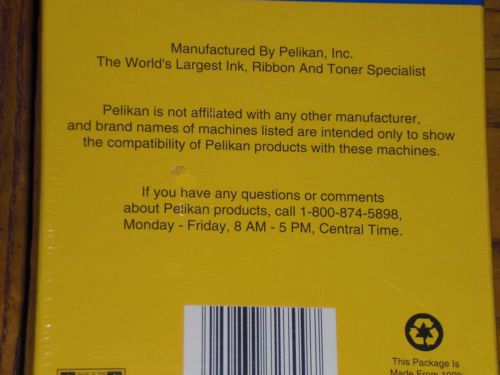 Manufactured By Pelikan, Inc.
The World's Largest Ink, Ribbon And Toner Specialist
Pelikan is not affiliated with any other manufacturer,
and brand names of machines listed are intended only to show
the compatibility of Pelikan products with these machines.
If you have any questions or comments
about Pelikan products, call 1-800-874-5898,
Monday - Friday, 8 AM - 5 PM, Central Time.
This Package Is
Made From 100%